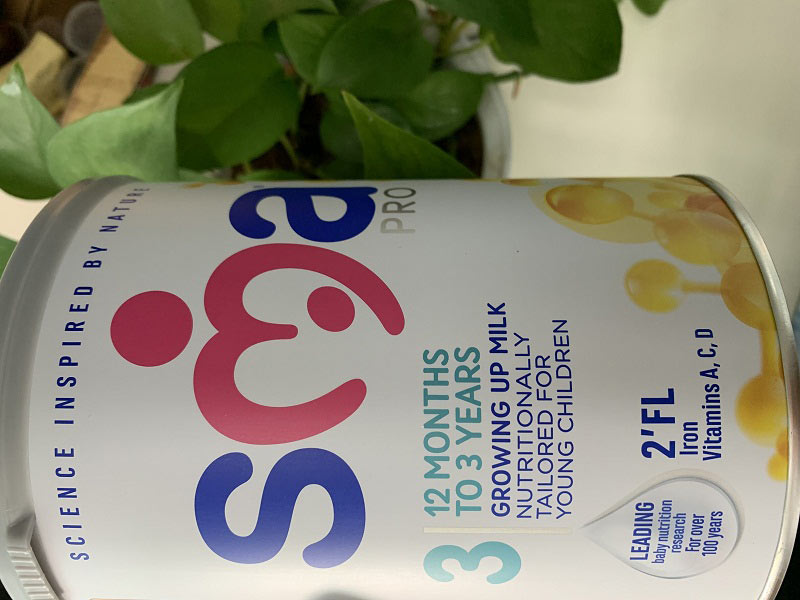 SCIENCE INSPIRED BY NATURE
sma
PRO
3
12 MONTHS
TO 3 YEARS
GROWING UP MILK
NUTRITIONALLY
TAILORED FOR
YOUNG CHILDREN
LEADING
baby nutrition
research
For over
100 years
2'FL
Iron
Vitamins A, C, D